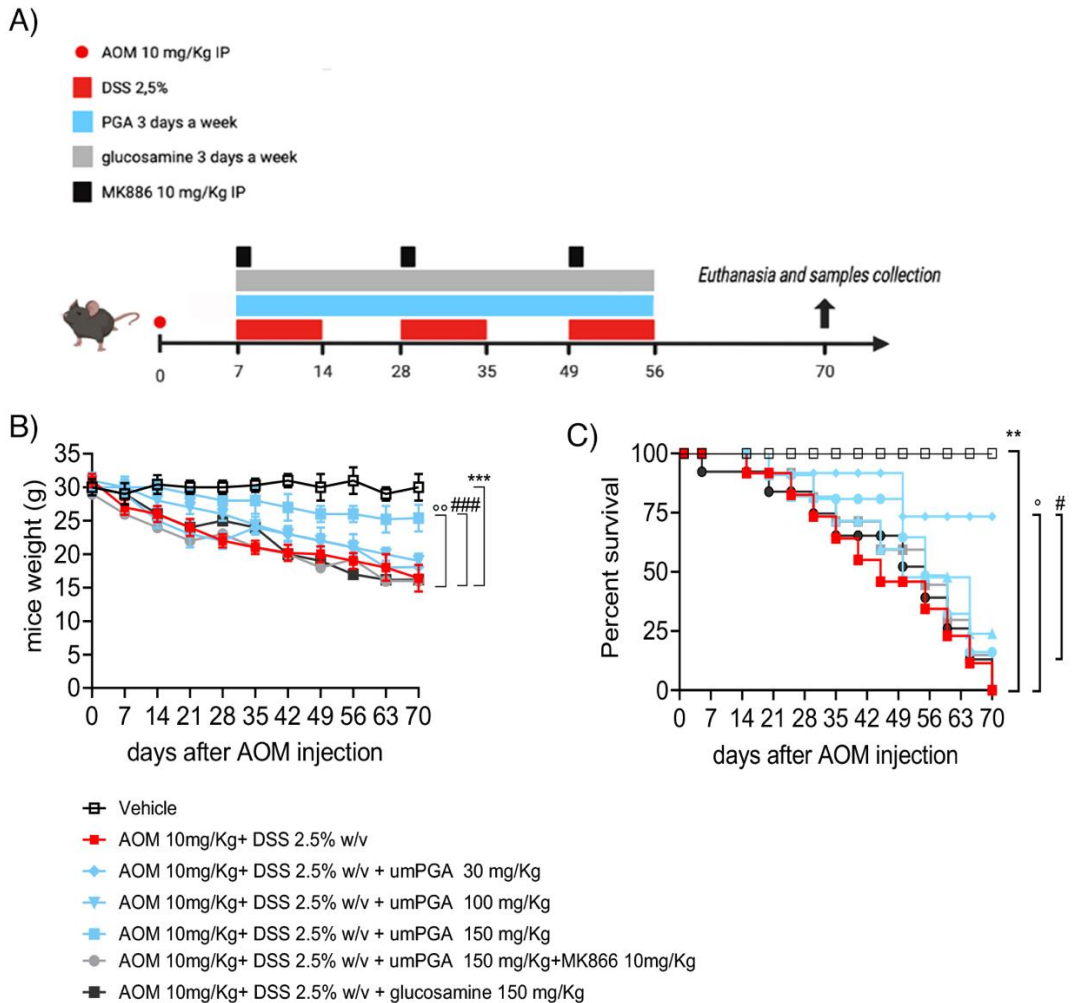 A)
AOM 10 mg/Kg IP
DSS 2,5%
PGA 3 days a week
glucosamine 3 days a week
MK886 10 mg/Kg IP
Euthanasia and samples collection
0 7 14 28 35 49 56 70
B)
mice weight (g)
35
30
25
20
15
10
5
0
0 7 14 21 28 35 42 49 56 63 70
days after AOM injection
°° ### ***
C)
Percent survival
100
75
50
25
0
0 7 14 21 28 35 42 49 56 63 70
days after AOM injection
**
° #
Vehicle
AOM 10mg/Kg+ DSS 2.5% w/v
AOM 10mg/Kg+ DSS 2.5% w/v + umPGA 30 mg/Kg
AOM 10mg/Kg+ DSS 2.5% w/v + umPGA 100 mg/Kg
AOM 10mg/Kg+ DSS 2.5% w/v + umPGA 150 mg/Kg
AOM 10mg/Kg+ DSS 2.5% w/v + umPGA 150 mg/Kg+MK866 10mg/Kg
AOM 10mg/Kg+ DSS 2.5% w/v + glucosamine 150 mg/Kg